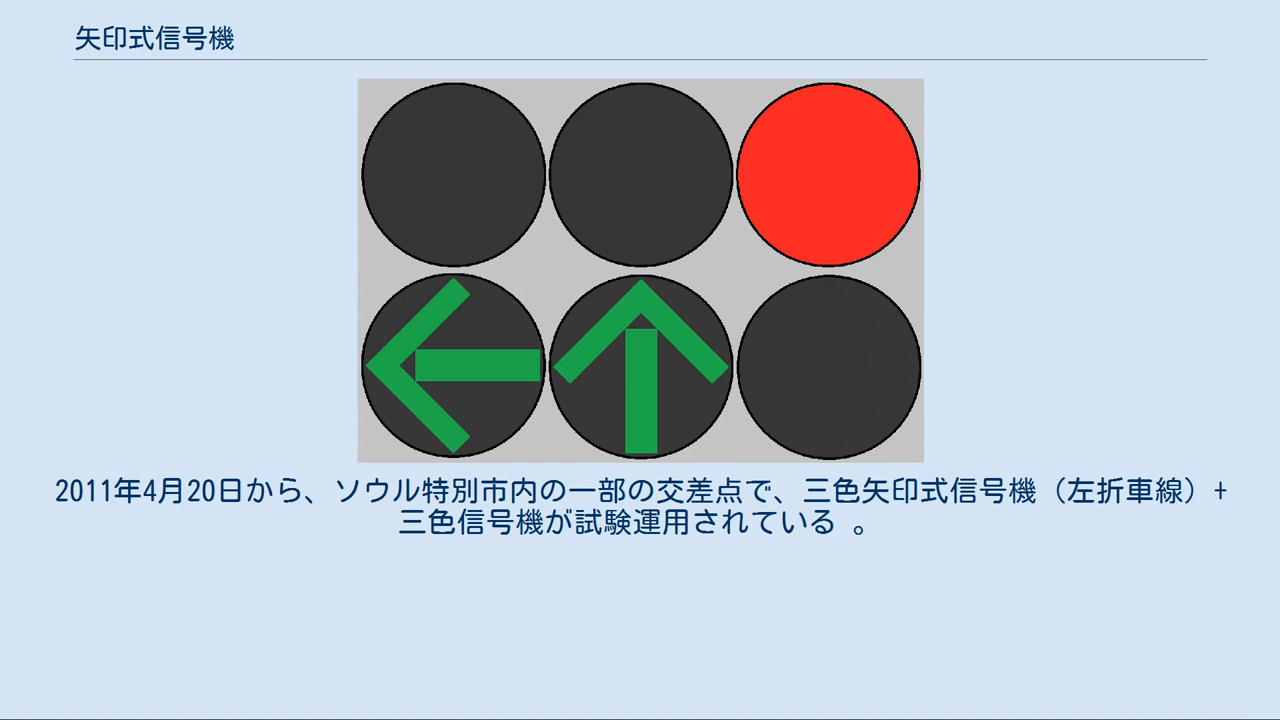 矢印式信号機
2011年4月20日から、ソウル特別市内の一部の交差点で、三色矢印式信号機（左折車線）+
三色信号機が試験運用されている 。